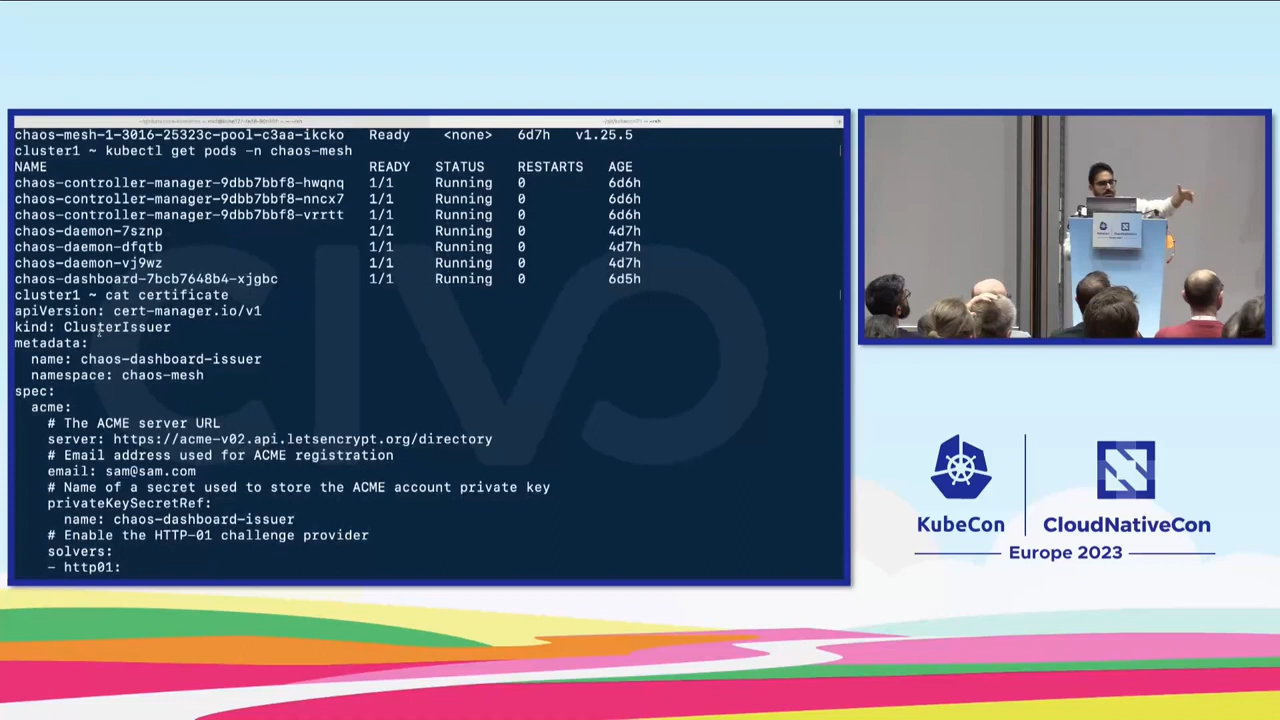 chaos-mesh-1-3016-25323c-pool-c3aa-ikcko Ready <none> 6d7h v1.25.5
cluster1 ~ kubectl get pods -n chaos-mesh
NAME READY STATUS RESTARTS AGE
chaos-controller-manager-9dbb7bbf8-hwqnq 1/1 Running 0 6d6h
chaos-controller-manager-9dbb7bbf8-nncx7 1/1 Running 0 6d6h
chaos-controller-manager-9dbb7bbf8-vrrtt 1/1 Running 0 6d6h
chaos-daemon-7sznp 1/1 Running 0 4d7h
chaos-daemon-dfqtb 1/1 Running 0 4d7h
chaos-daemon-vj9wz 1/1 Running 0 4d7h
chaos-dashboard-7bcb7648b4-xjgbc 1/1 Running 0 6d5h
cluster1 ~ cat certificate
apiVersion: cert-manager.io/v1
kind: ClusterIssuer
metadata:
name: chaos-dashboard-issuer
namespace: chaos-mesh
spec:
acme:
# The ACME server URL
server: https://acme-v02.api.letsencrypt.org/directory
# Email address used for ACME registration
email: sam@sam.com
# Name of a secret used to store the ACME account private key
privateKeySecretRef:
name: chaos-dashboard-issuer
# Enable the HTTP-01 challenge provider
solvers:
- http01:
CIVO
KubeCon
CloudNativeCon
Europe 2023